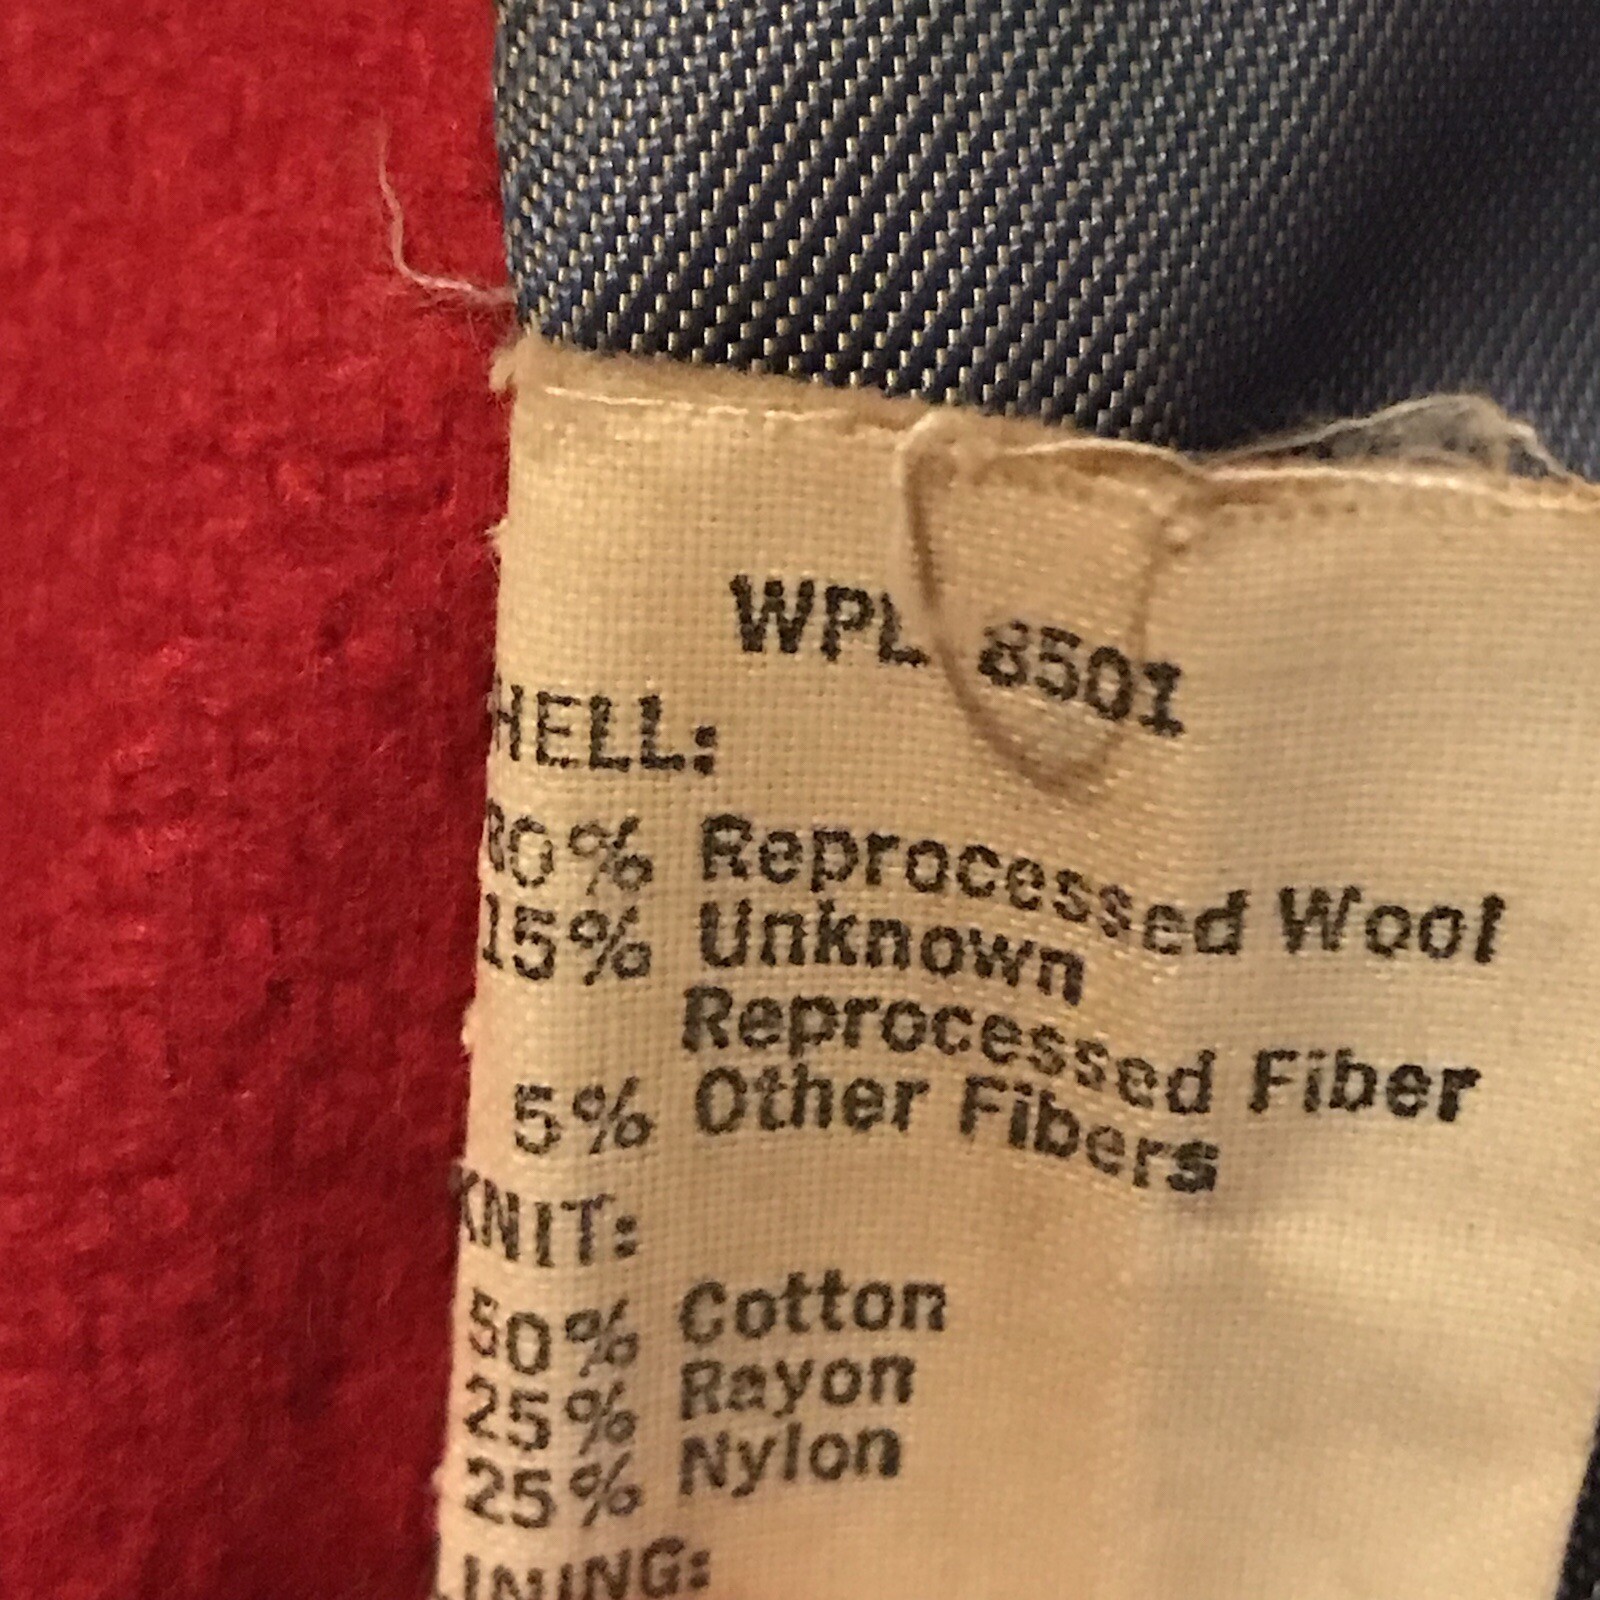 WPL 8501
SHELL:
80% Reprocessed Wool
15% Unknown
Reprocessed Fiber
5% Other Fibers
KNIT:
50% Cotton
25% Rayon
25% Nylon
LINING: